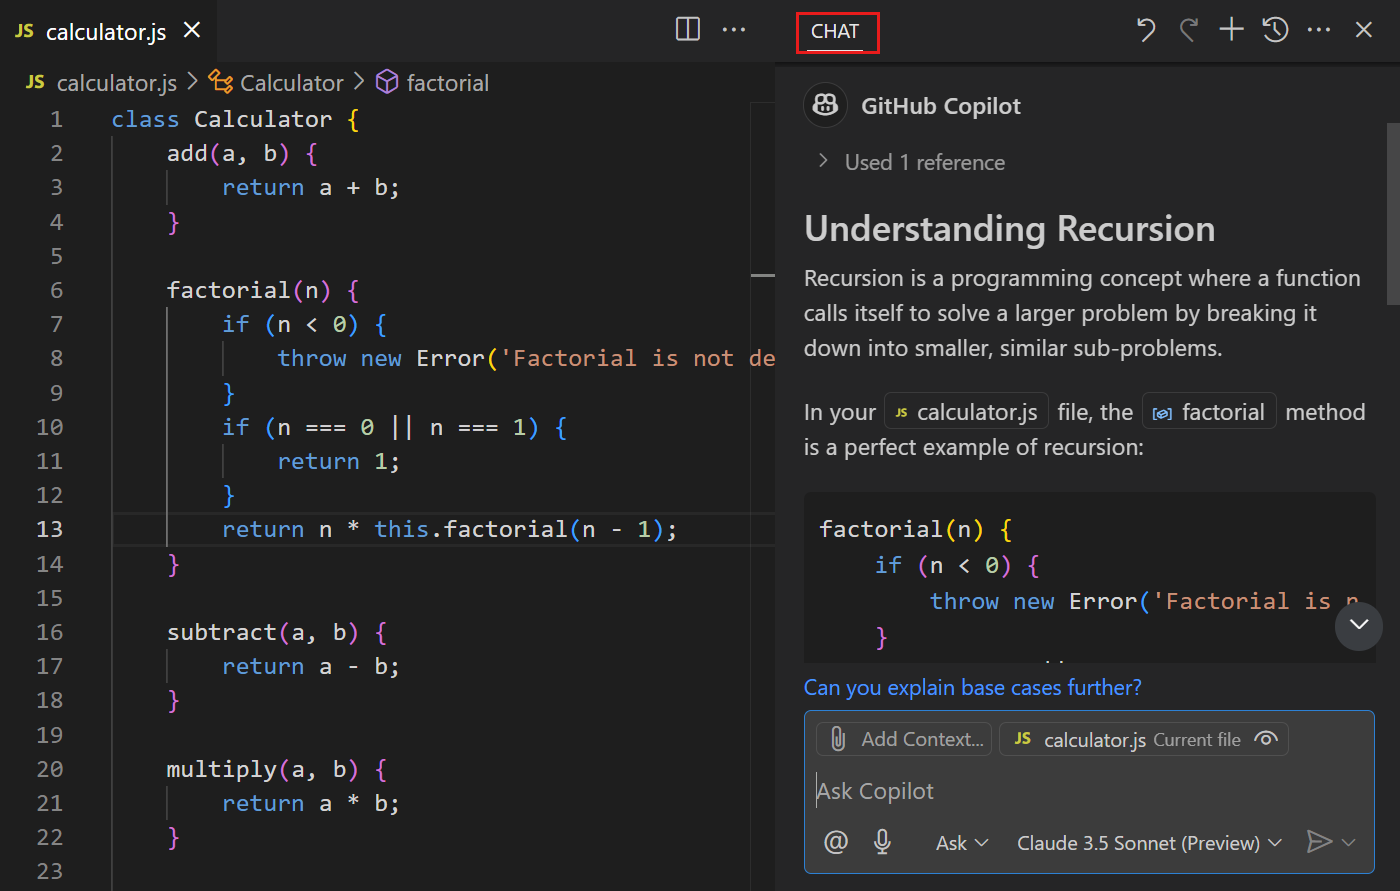 JS calculator.js
JS calculator.js > Calculator > factorial
1 class Calculator {
2 add(a, b) {
3 return a + b;
4 }
5
6 factorial(n) {
7 if (n < 0) {
8 throw new Error('Factorial is not de
9 }
10 if (n === 0 || n === 1) {
11 return 1;
12 }
13 return n * this.factorial(n - 1);
14 }
15
16 subtract(a, b) {
17 return a - b;
18 }
19
20 multiply(a, b) {
21 return a * b;
22 }
23
CHAT
GitHub Copilot
> Used 1 reference
Understanding Recursion
Recursion is a programming concept where a function
calls itself to solve a larger problem by breaking it
down into smaller, similar sub-problems.
In your JS calculator.js file, the factorial method
is a perfect example of recursion:
factorial(n) {
if (n < 0) {
throw new Error('Factorial is n
}
Can you explain base cases further?
Add Context... JS calculator.js Current file
Ask Copilot
@ Ask Claude 3.5 Sonnet (Preview)